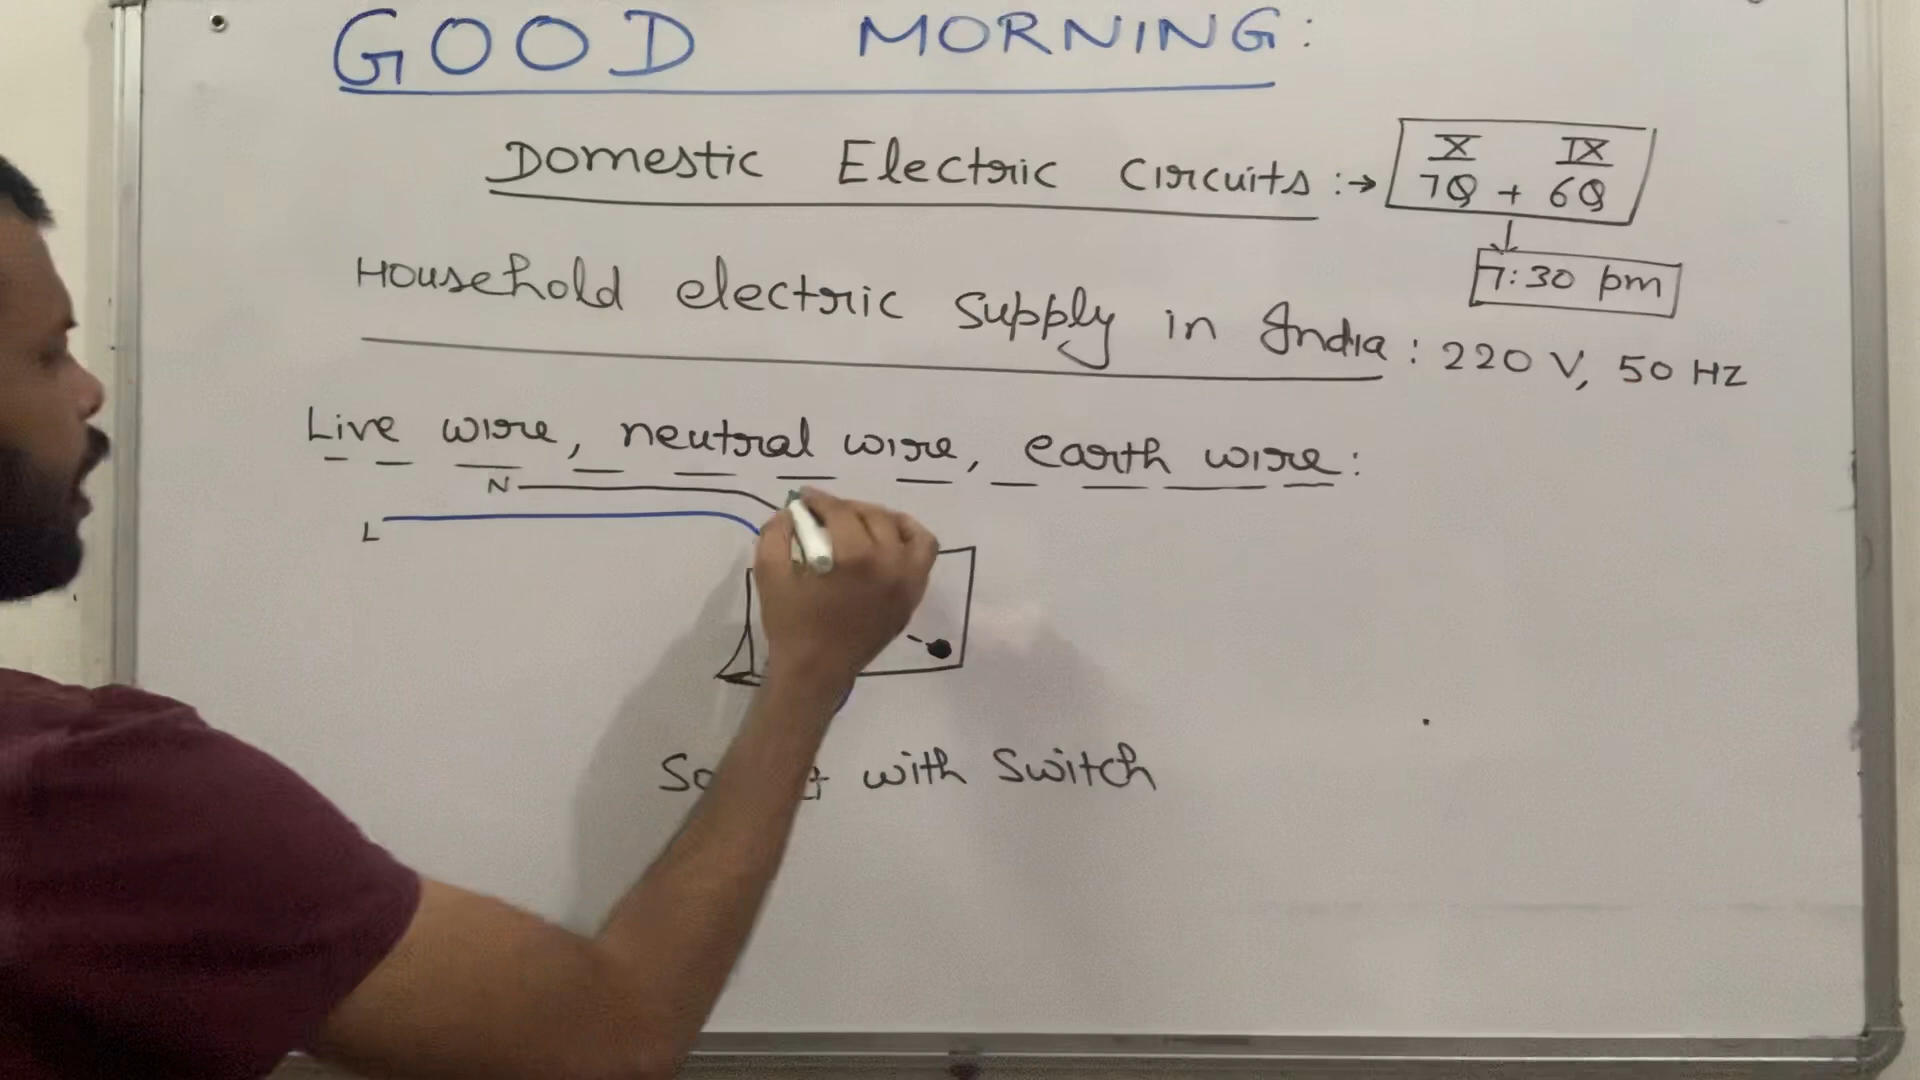 GOOD MORNING:
Domestic Electric Circuits :→ X IX
7Q + 6Q
7:30 pm
Household electric supply in India : 220 V, 50 HZ
Live wire, neutral wire, earth wire:
N
L
with Switch